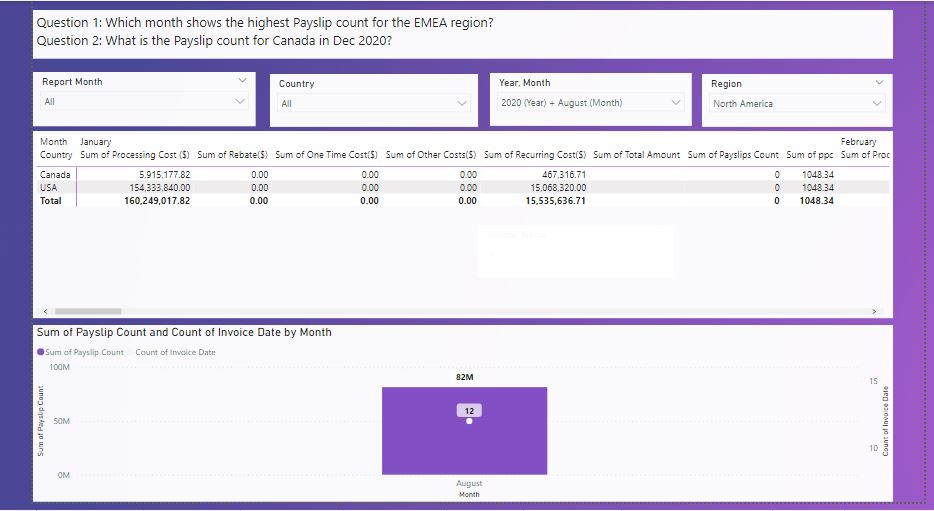 Question 1: Which month shows the highest Payslip count for the EMEA region?
Question 2: What is the Payslip count for Canada in Dec 2020?
Report Month
All
Country
All
Year, Month
2020 (Year) + August (Month)
Region
North America
Month January February
Country Sum of Processing Cost ($) Sum of Rebate($) Sum of One Time Cost($) Sum of Other Costs($) Sum of Recurring Cost($) Sum of Total Amount Sum of Payslips Count Sum of ppc Sum of Proc
Canada 5,915,177.82 0.00 0.00 0.00 467,316.71 0 1048.34
USA 154,333,840.00 0.00 0.00 0.00 15,068,320.00 0 1048.34
Total 160,249,017.82 0.00 0.00 0.00 15,535,636.71 0 1048.34
Sum of Payslip Count and Count of Invoice Date by Month
Sum of Payslip Count Count of Invoice Date
100M
50M
0M
Sum of Payslip Count
82M
12
15
10
Count of Invoice Date
August
Month